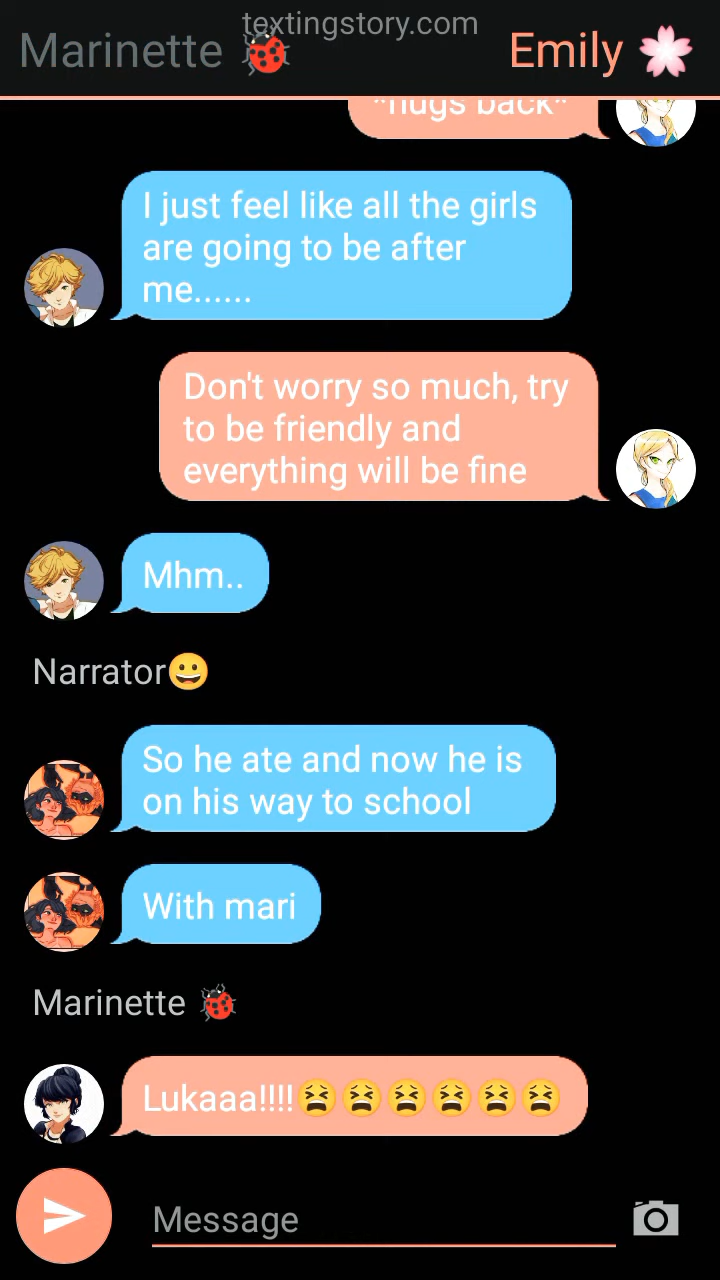 textingstory.com
Marinette 🐞 Emily 🌸
*hugs back*
I just feel like all the girls
are going to be after
me......
Don't worry so much, try
to be friendly and
everything will be fine
Mhm..
Narrator😀
So he ate and now he is
on his way to school
With mari
Marinette 🐞
Lukaaa!!!!😫😫😫😫😫😫
Message